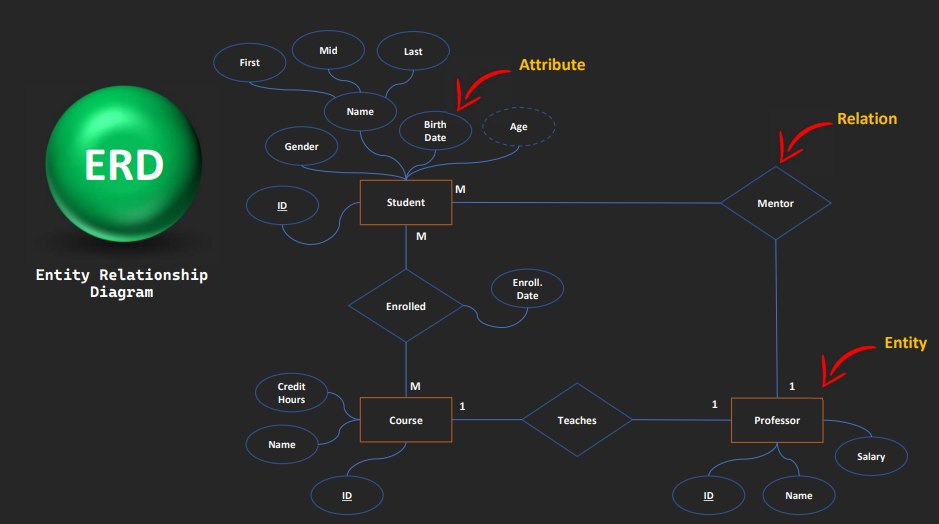 First
Mid
Last
Attribute
Name
Birth
Date
Age
Relation
Gender
ERD
ID
Student
M
Mentor
M
Entity Relationship
Diagram
Enroll.
Date
Enrolled
Entity
Credit
Hours
M
1
Course
1
Teaches
1
Professor
Name
Salary
ID
ID
Name